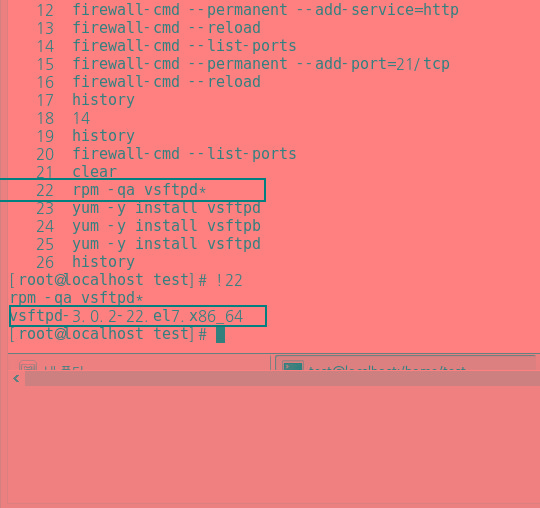 12 firewall-cmd --permanent --add-service=http
13 firewall-cmd --reload
14 firewall-cmd --list-ports
15 firewall-cmd --permanent --add-port=21/tcp
16 firewall-cmd --reload
17 history
18 14
19 history
20 firewall-cmd --list-ports
21 clear
22 rpm -qa vsftpd*
23 yum -y install vsftpd
24 yum -y install vsftpb
25 yum -y install vsftpd
26 history
[root@localhost test]# !22
rpm -qa vsftpd*
vsftpd-3.0.2-22.el7.x86_64
[root@localhost test]#
test@localhost:/home/test